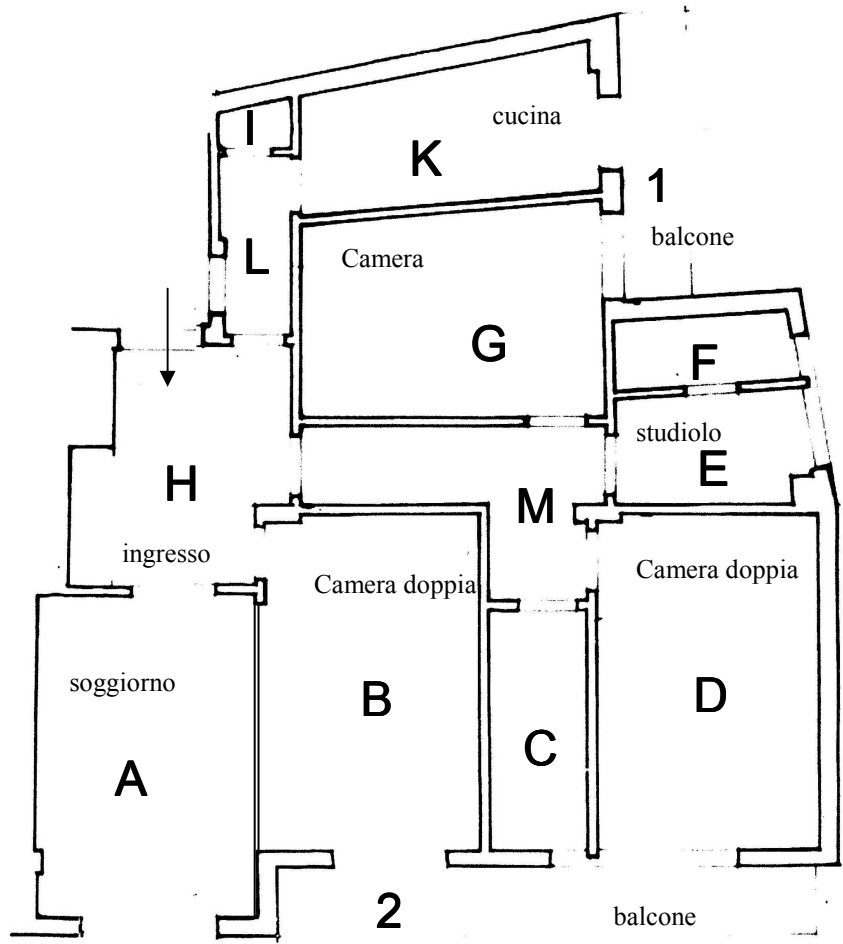 I
cucina
K
1
L
Camera
balcone
G
F
studiolo
H
M
E
ingresso
Camera doppia
Camera doppia
soggiorno
B
D
C
A
2
balcone